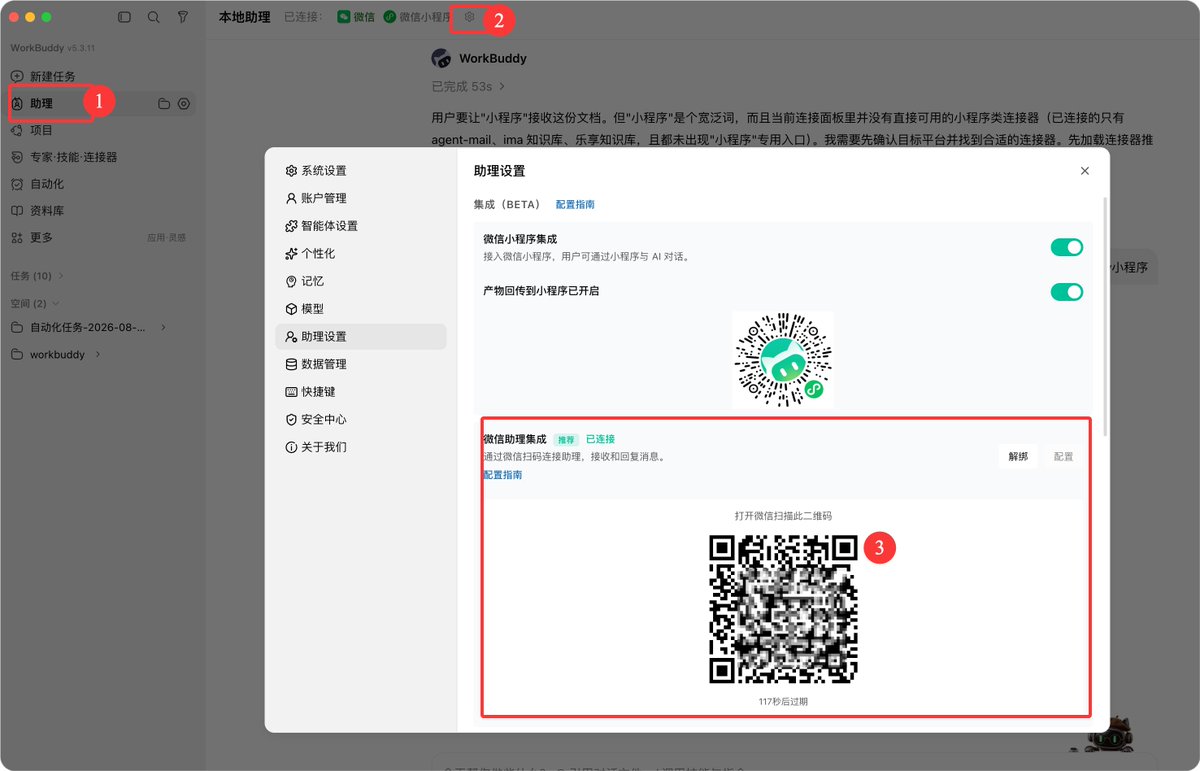 本地助理 已连接： 微信 微信小程序 2
WorkBuddy v5.3.11
新建任务
助理 1
项目
专家·技能·连接器
自动化
资料库
更多 应用·灵感
任务 (10)
空间 (2)
自动化任务-2026-08-...
workbuddy
WorkBuddy
已完成 53s
用户要让"小程序"接收这份文档。但"小程序"是个泛词，而且当前连接面板里并没有直接可用的小程序类连接器（已连接的只有
agent-mail、ima 知识库、乐享知识库，且都未出现"小程序"专用入口）。我需要先确认目标平台并找到合适的连接器。先加载连接器推
小程序
系统设置
账户管理
智能体设置
个性化
记忆
模型
助理设置
数据管理
快捷键
安全中心
关于我们
助理设置
集成（BETA） 配置指南
微信小程序集成
接入微信小程序，用户可通过小程序与 AI 对话。
产物回传到小程序已开启
微信助理集成 推荐 已连接
通过微信扫码连接助理，接收和回复消息。
配置指南
解绑 配置
打开微信扫描此二维码
3
117秒后过期